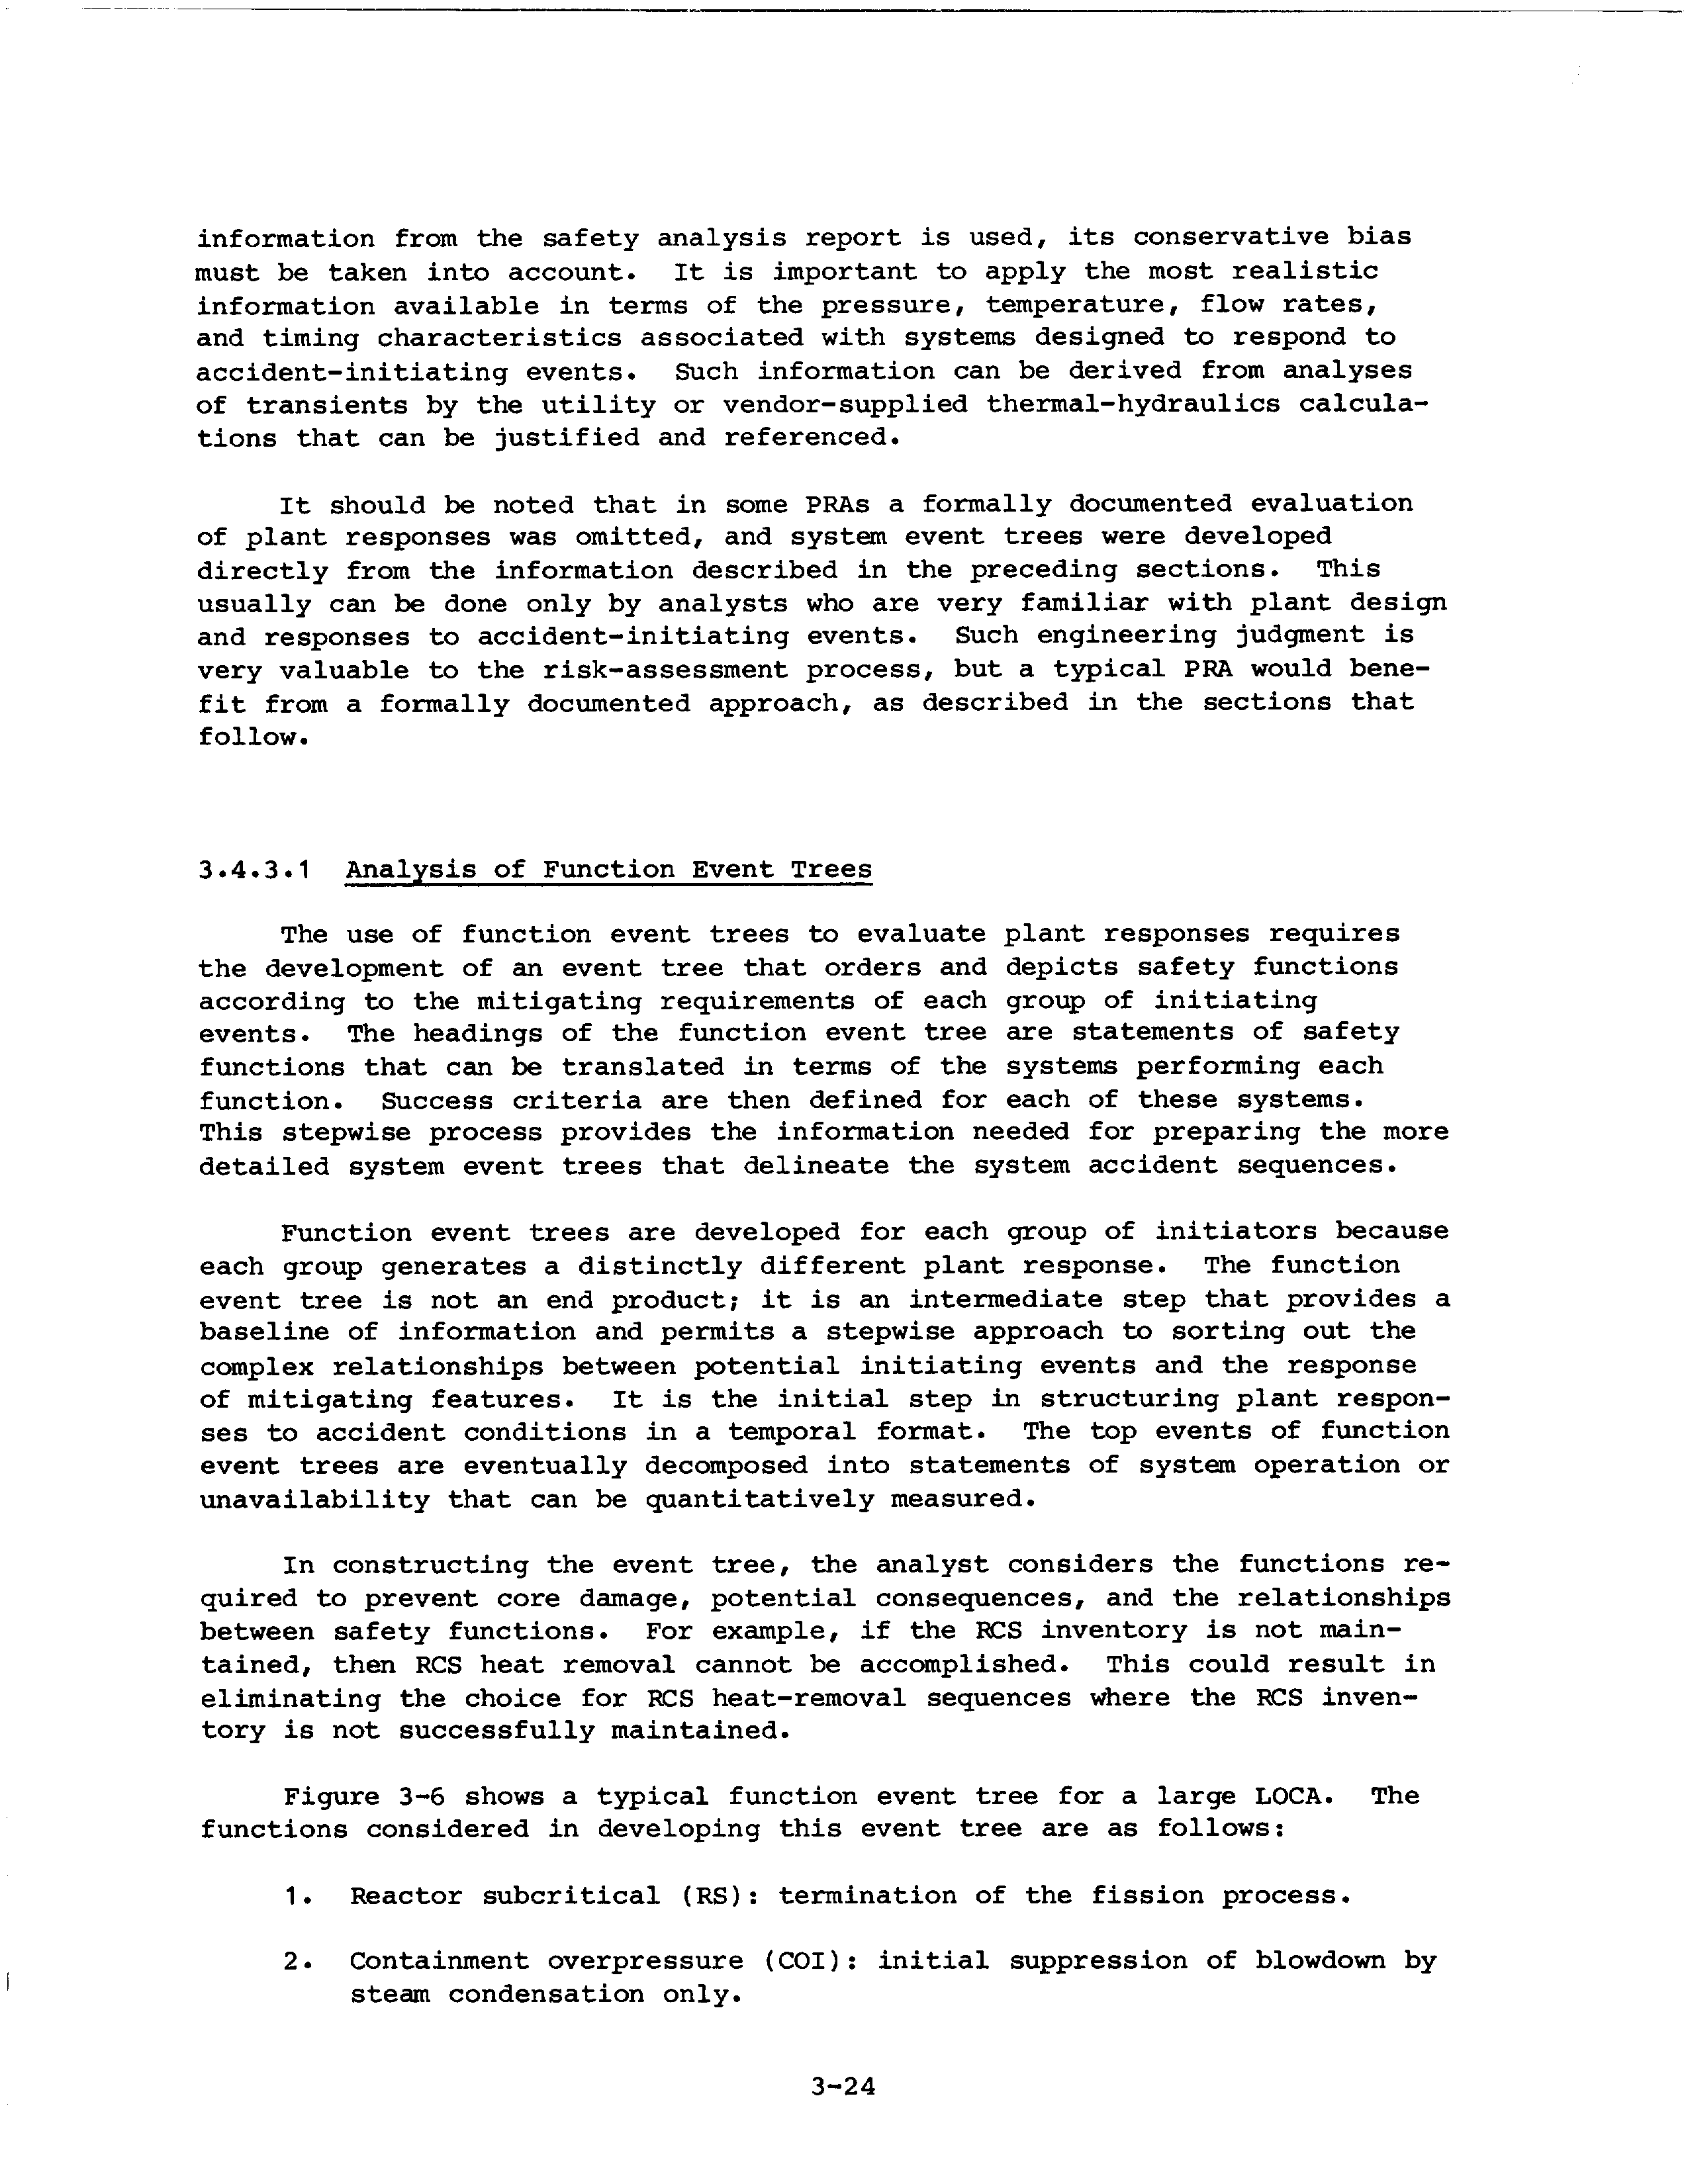 information from the safety analysis report is used, its conservative bias
must be taken into account. It is important to apply the most realistic
information available in terms of the pressure, temperature, flow rates,
and timing characteristics associated with systems designed to respond to
accident-initiating events. Such information can be derived from analyses
of transients by the utility or vendor-supplied thermal-hydraulics calcula-
tions that can be justified and referenced.
It should be noted that in some PRAs a formally documented evaluation
of plant responses was omitted, and system event trees were developed
directly from the information described in the preceding sections. This
usually can be done only by analysts who are very familiar with plant design
and responses to accident-initiating events. Such engineering judgment is
very valuable to the risk-assessment process, but a typical PRA would bene-
fit from a formally documented approach, as described in the sections that
follow.
3.4.3.1 Analysis of Function Event Trees
The use of function event trees to evaluate plant responses requires
the development of an event tree that orders and depicts safety functions
according to the mitigating requirements of each group of initiating
events. The headings of the function event tree are statements of safety
functions that can be translated in terms of the systems performing each
function. Success criteria are then defined for each of these systems.
This stepwise process provides the information needed for preparing the more
detailed system event trees that delineate the system accident sequences.
Function event trees are developed for each group of initiators because
each group generates a distinctly different plant response. The function
event tree is not an end product; it is an intermediate step that provides a
baseline of information and permits a stepwise approach to sorting out the
complex relationships between potential initiating events and the response
of mitigating features. It is the initial step in structuring plant respon-
ses to accident conditions in a temporal format. The top events of function
event trees are eventually decomposed into statements of system operation or
unavailability that can be quantitatively measured.
In constructing the event tree, the analyst considers the functions re-
quired to prevent core damage, potential consequences, and the relationships
between safety functions. For example, if the RCS inventory is not main-
tained, then RCS heat removal cannot be accomplished. This could result in
eliminating the choice for RCS heat-removal sequences where the RCS inven-
tory is not successfully maintained.
Figure 3-6 shows a typical function event tree for a large LOCA. The
functions considered in developing this event tree are as follows:
1. Reactor subcritical (RS): termination of the fission process.
2. Containment overpressure (COI): initial suppression of blowdown by
steam condensation only.
3-24